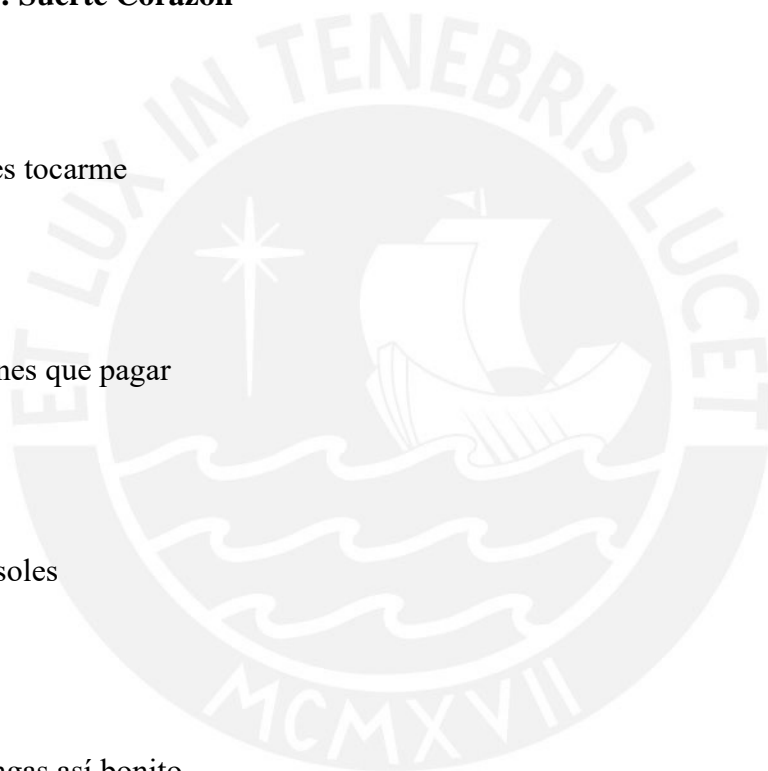 . Suerte Corazón
es tocarme
nes que pagar
soles
ngas así bonito
ET LUX IN TENEBRIS LUCET
MCMXVII